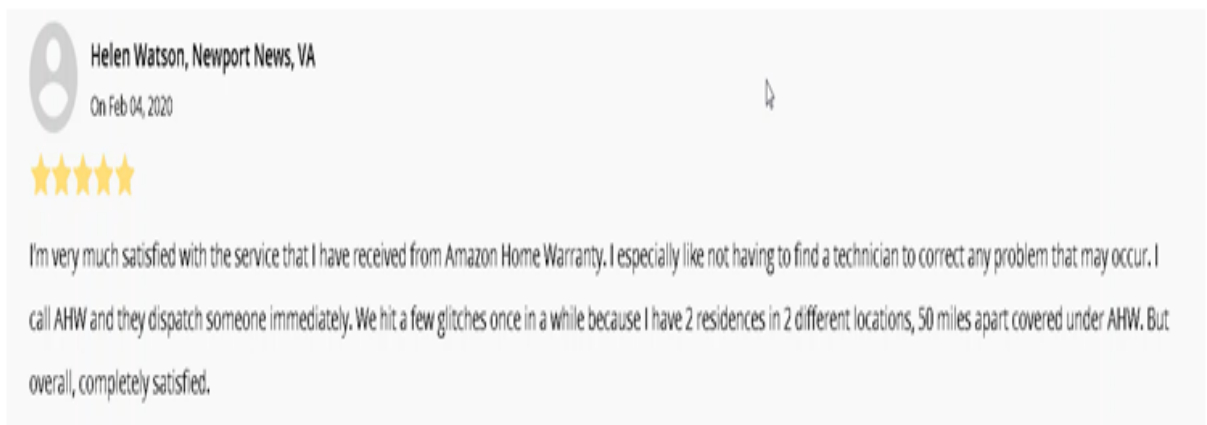 Helen Watson, Newport News, VA
On Feb 04, 2020
I'm very much satisfied with the service that I have received from Amazon Home Warranty. I especially like not having to find a technician to correct any problem that may occur. I
call AHW and they dispatch someone immediately. We hit a few glitches once in a while because I have 2 residences in 2 different locations, 50 miles apart covered under AHW. But
overall, completely satisfied.